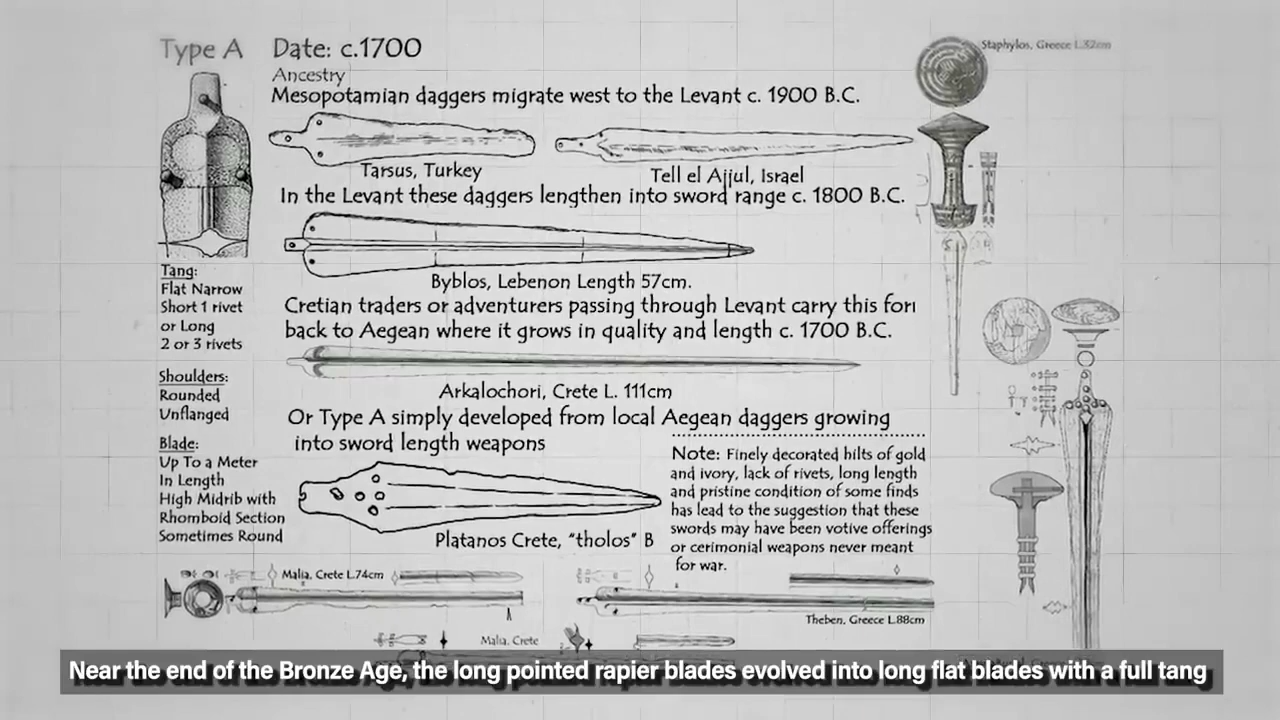 Type A
Date: c.1700
Ancestry
Mesopotamian daggers migrate west to the Levant c. 1900 B.C.
Tarsus, Turkey
Tell el Ajjul, Israel
In the Levant these daggers lengthen into sword range c. 1800 B.C.
Byblos, Lebenon Length 57cm.
Cretian traders or adventurers passing through Levant carry this for
back to Aegean where it grows in quality and length c. 1700 B.C.
Arkalochori, Crete L. 111cm
Or Type A simply developed from local Aegean daggers growing
into sword length weapons
Platanos Crete, "tholos" B
Tang:
Flat Narrow
Short 1 rivet
or Long
2 or 3 rivets
Shoulders:
Rounded
Unflanged
Blade:
Up To a Meter
In Length
High Midrib with
Rhomboid Section
Sometimes Round
Note: Finely decorated hilts of gold
and ivory, lack of rivets, long length
and pristine condition of some finds
has lead to the suggestion that these
swords may have been votive offerings
or cerimonial weapons never meant
for war.
Staphylos, Greece L.32cm
Malia, Crete L.74cm
Theben, Greece L.88cm
Malia, Crete
Near the end of the Bronze Age, the long pointed rapier blades evolved into long flat blades with a full tang